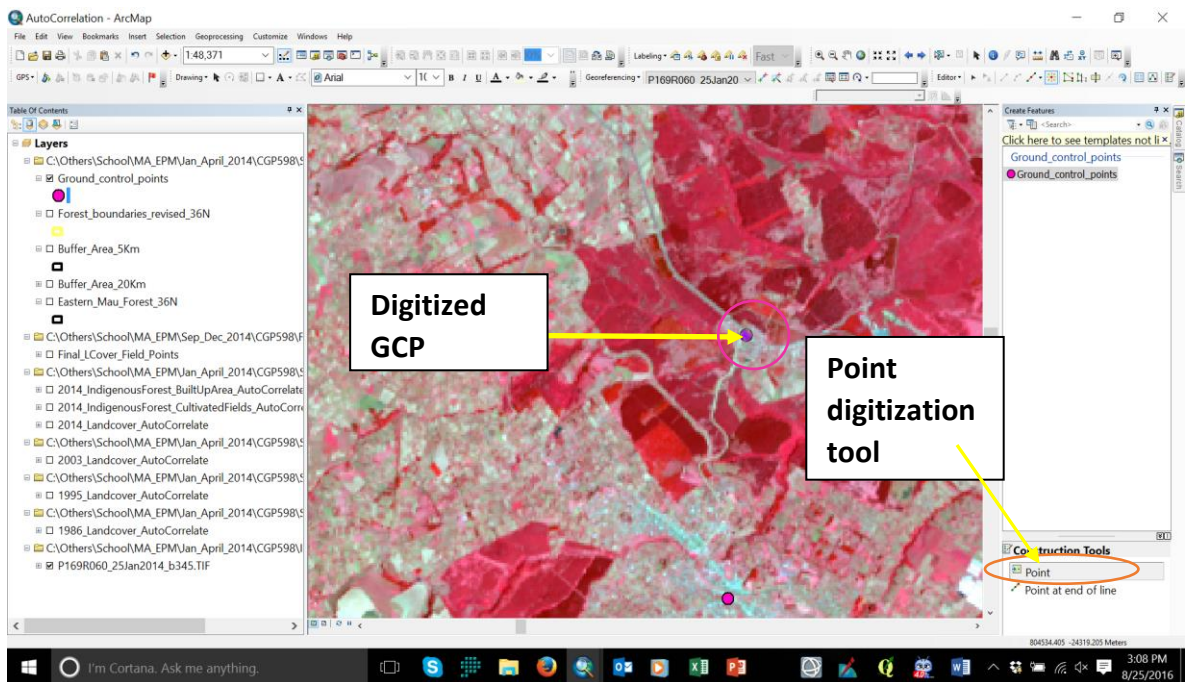 AutoCorrelation - ArcMap
File Edit View Bookmarks Insert Selection Geoprocessing Customize Windows Help
1:48,371
Labeling
Fast
GPS
Drawing
A
Arial
10
B I U A
Georeferencing
P169R060_25Jan20
Editor
Table Of Contents
Layers
C:\Others\School\MA_EPM\Jan_April_2014\CGP598\S
Ground_control_points
Forest_boundaries_revised_36N
Buffer_Area_5Km
Buffer_Area_20Km
Eastern_Mau_Forest_36N
C:\Others\School\MA_EPM\Sep_Dec_2014\CGP598\F
Final_LCover_Field_Points
C:\Others\School\MA_EPM\Jan_April_2014\CGP598\S
2014_IndigenousForest_BuiltUpArea_AutoCorrelate
2014_IndigenousForest_CultivatedFields_AutoCorre
2014_Landcover_AutoCorrelate
C:\Others\School\MA_EPM\Jan_April_2014\CGP598\S
2003_Landcover_AutoCorrelate
C:\Others\School\MA_EPM\Jan_April_2014\CGP598\S
1995_Landcover_AutoCorrelate
C:\Others\School\MA_EPM\Jan_April_2014\CGP598\S
1986_Landcover_AutoCorrelate
C:\Others\School\MA_EPM\Jan_April_2014\CGP598\I
P169R060_25Jan2014_b345.TIF
Digitized
GCP
Point
digitization
tool
Create Features
<Search>
Click here to see templates not li
Ground_control_points
Ground_control_points
Catalog
Search
Construction Tools
Point
Point at end of line
804534.405 -24319.205 Meters
I'm Cortana. Ask me anything.
3:08 PM
8/25/2016